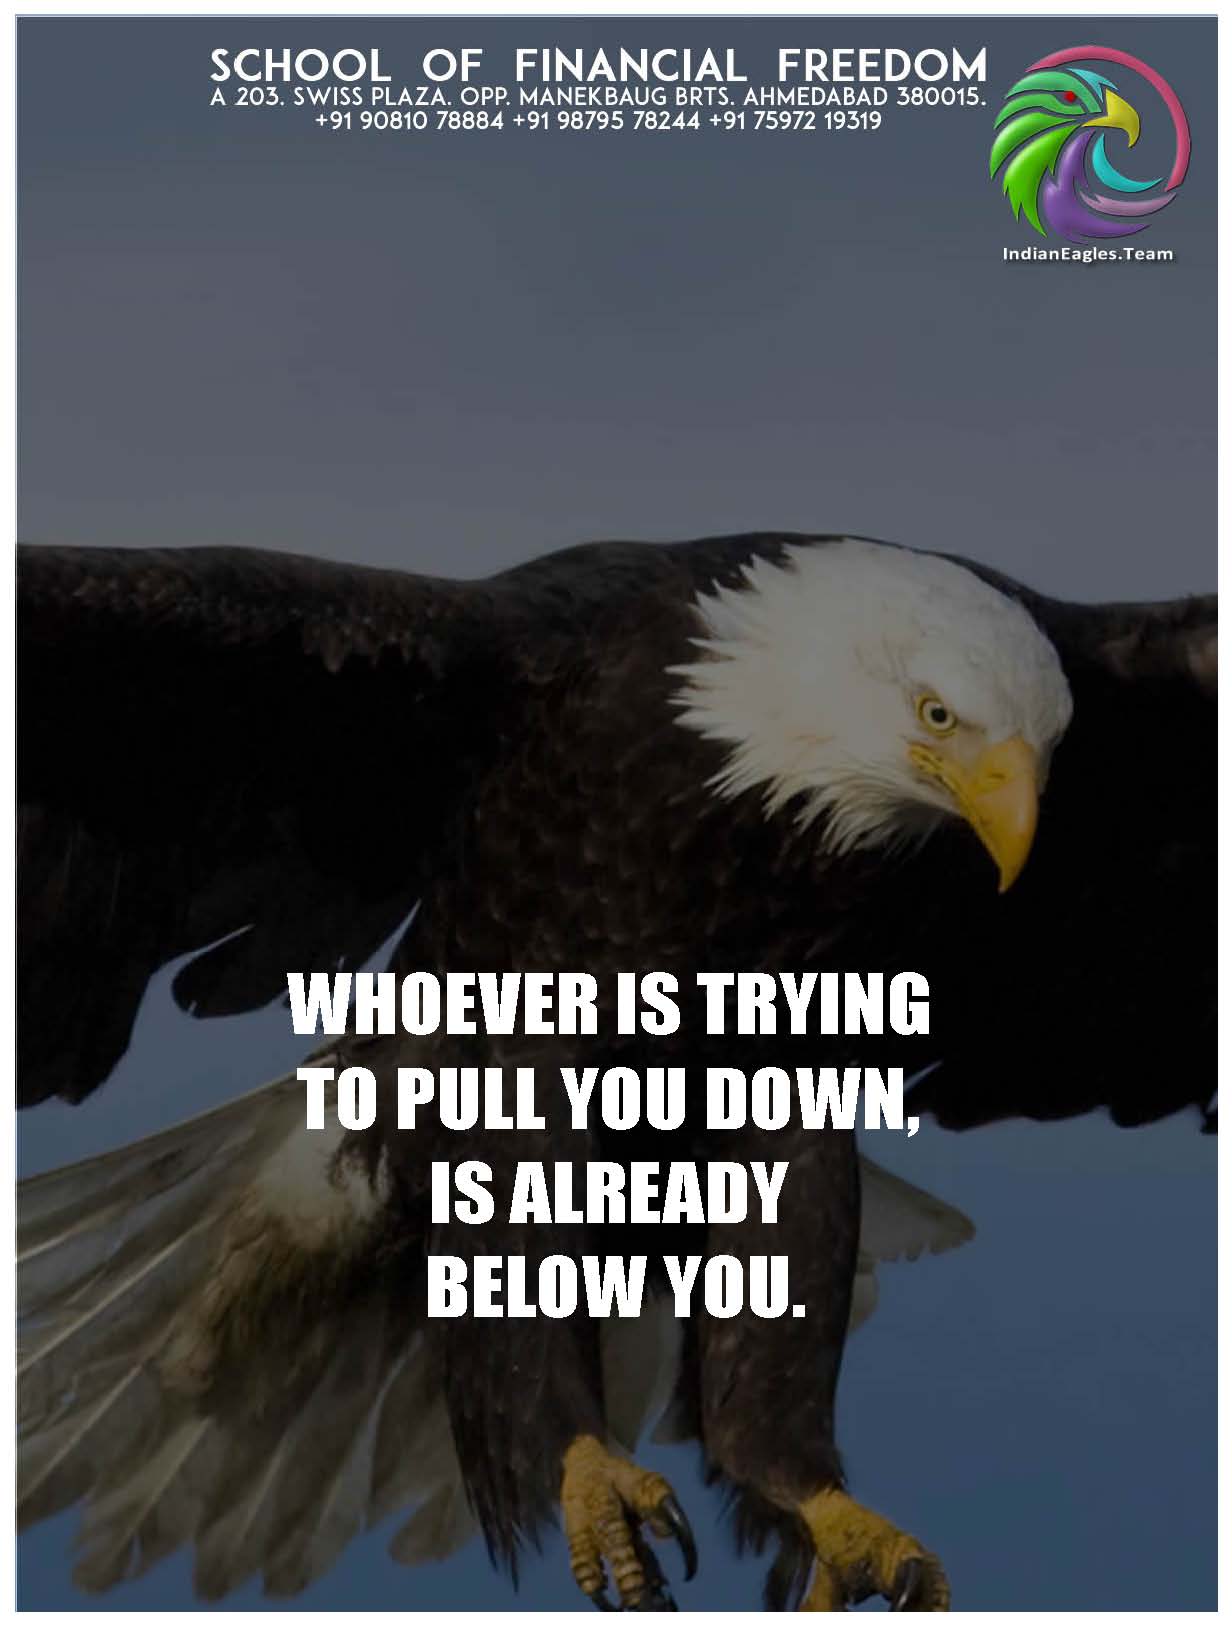 SCHOOL OF FINANCIAL FREEDOM
A 203. SWISS PLAZA. OPP. MANEKBAUG BRTS. AHMEDABAD 380015.
+91 90810 78884 +91 98795 78244 +91 75972 19319
IndianEagles.Team
WHOEVER IS TRYING
TO PULL YOU DOWN,
IS ALREADY
BELOW YOU.